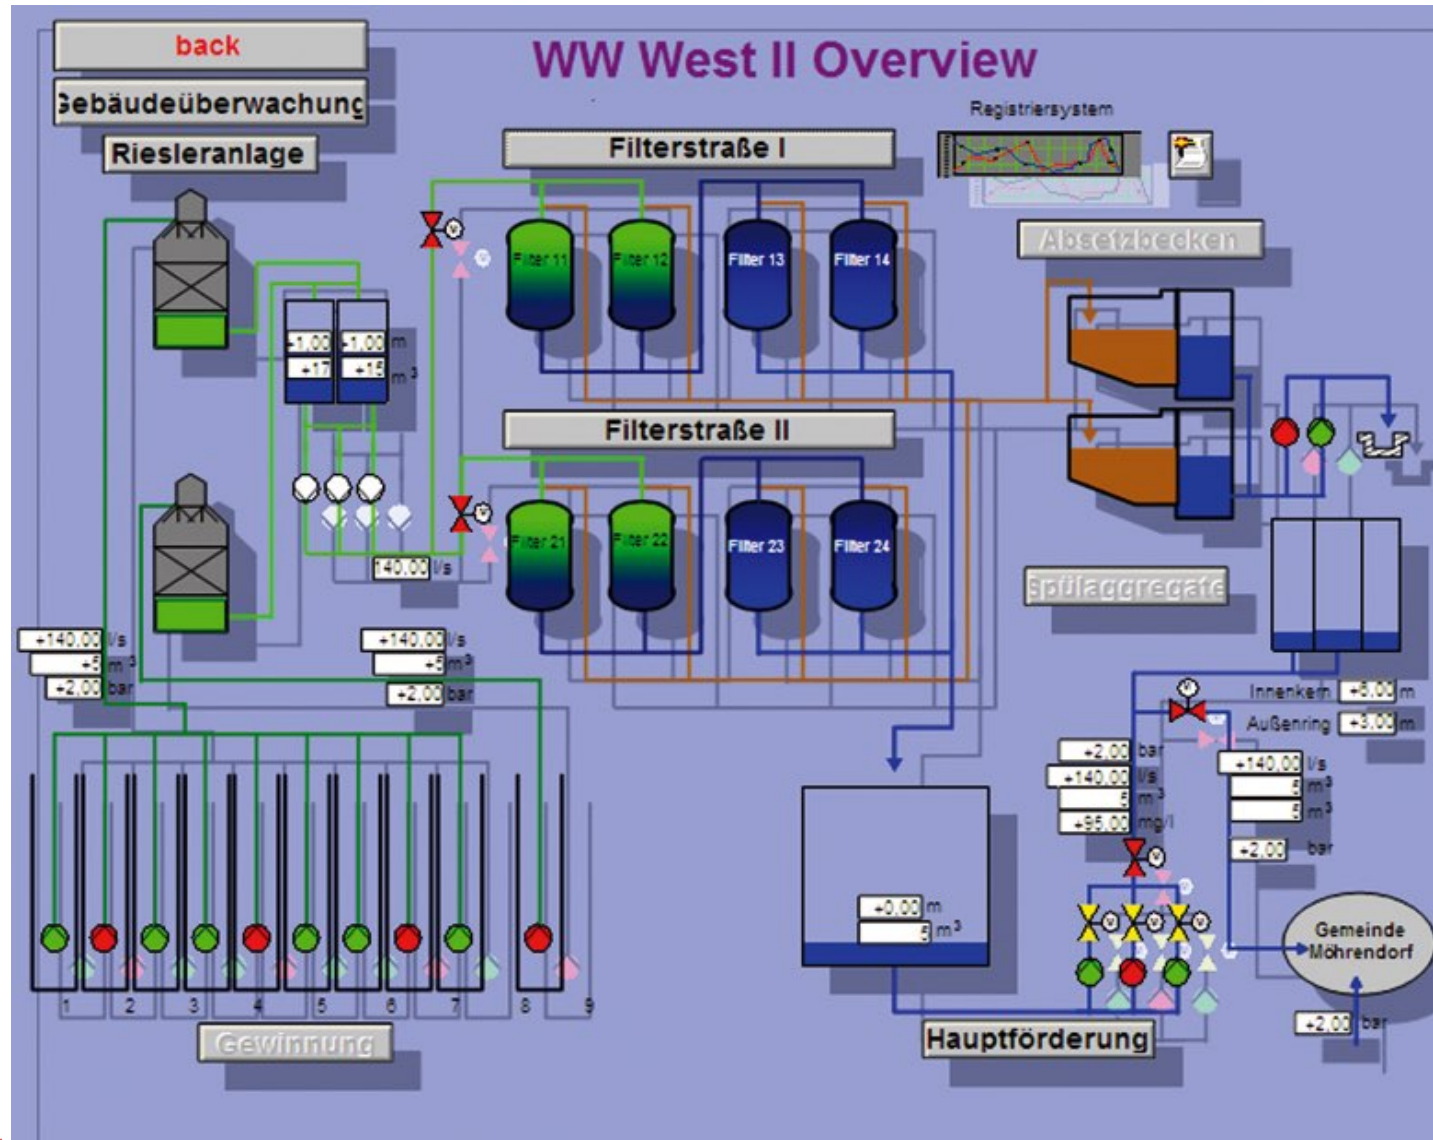 back
WW West II Overview
Gebäudeüberwachung
Registriersystem
Riesleranlage
Filterstraße I
Absetzbecken
Filter 11
Filter 12
Filter 13
Filter 14
+1,00 +1,00 m
+17 +15 m³
Filterstraße II
Filter 21
Filter 22
Filter 23
Filter 24
140,00 l/s
Spülaggregate
+140,00 l/s
+5 m³
+2,00 bar
+140,00 l/s
+5 m³
+2,00 bar
Innenkern +6,00 m
Außenring +3,00 m
+2,00 bar
+140,00 l/s
5 m³
+95,00 mg/l
+140,00 l/s
5 m³
5 m³
+2,00 bar
+0,00 m
5 m³
Gemeinde
Möhrendorf
1 2 3 4 5 6 7 8 9
+2,00 bar
Gewinnung
Hauptförderung